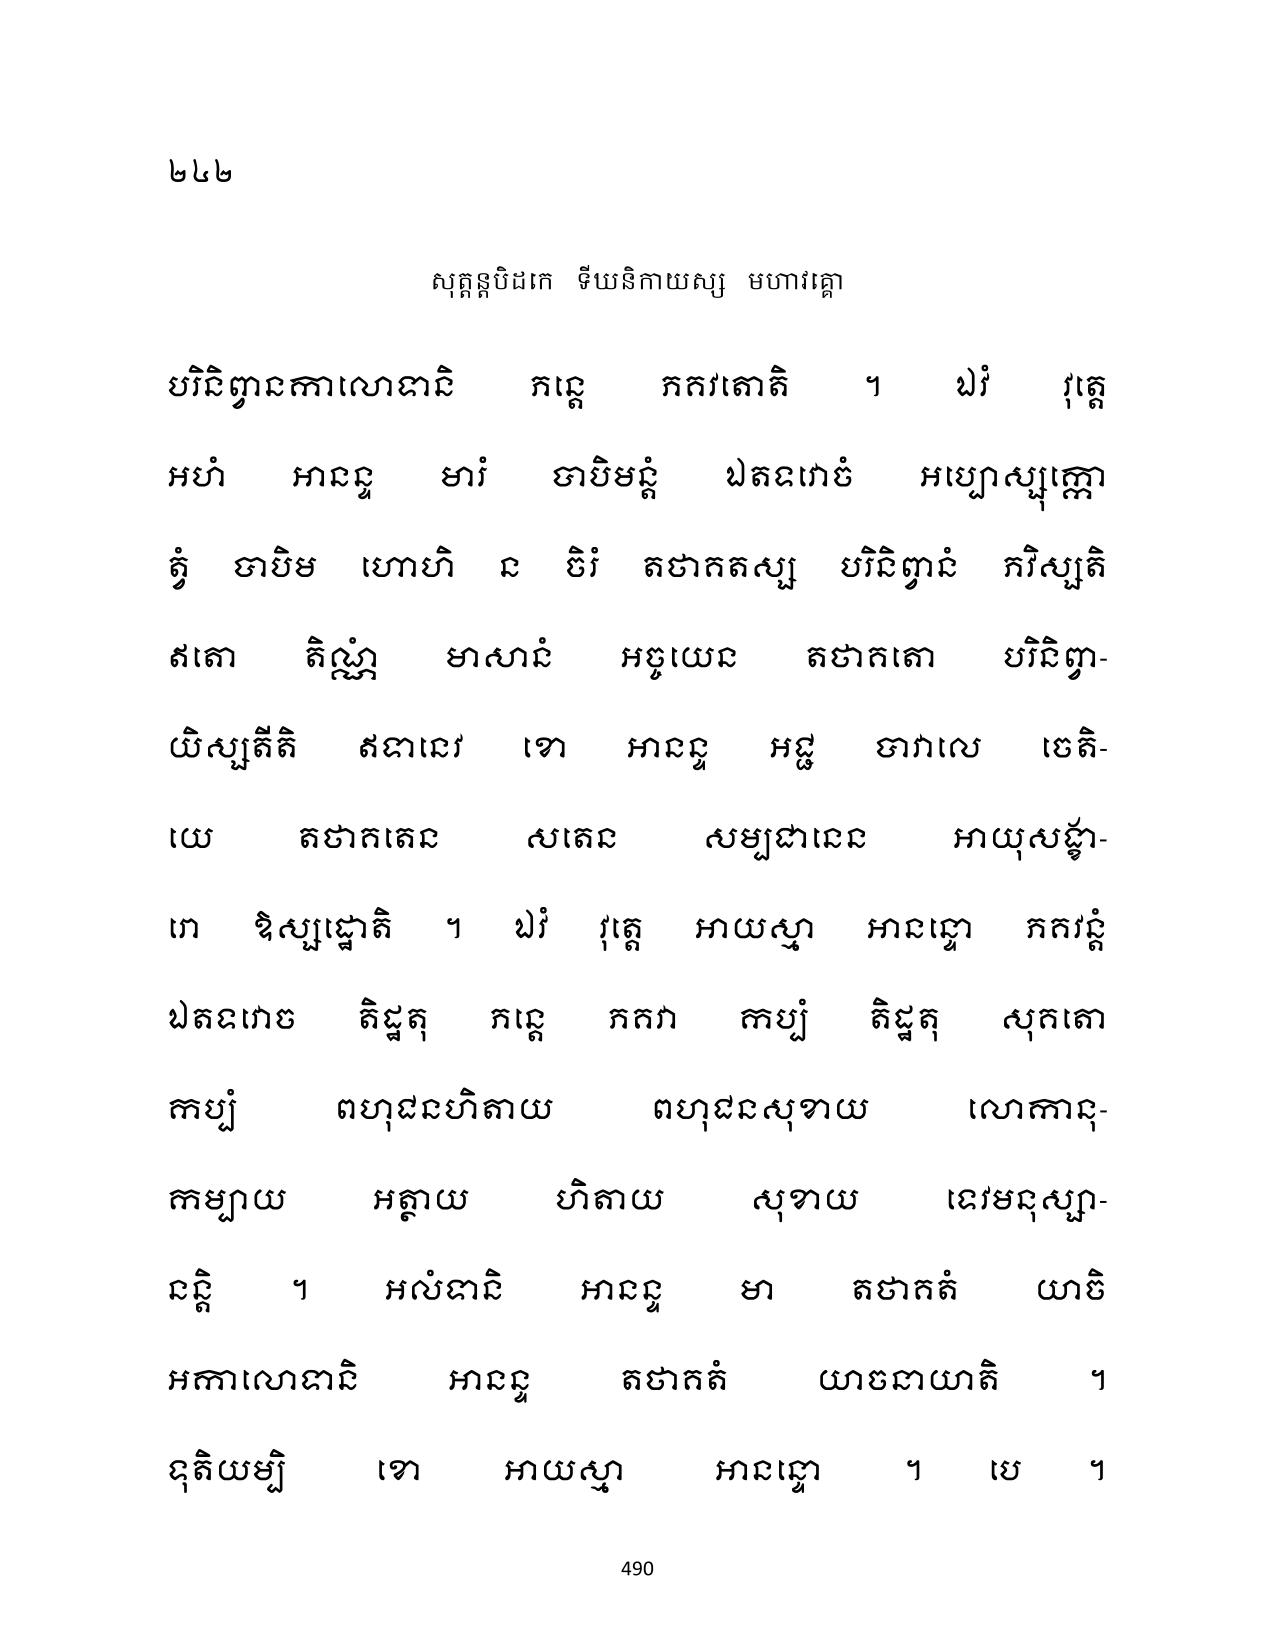 ២៤២
សុត្តន្តបិដកេ ទីឃនិកាយស្ស មហាវគ្គោ
បរិនិព្វានកាលោទានិ ភន្តេ ភគវតោតិ ។ ឯវំ វុត្តេ
អហំ អានន្ទ មារំ បាបិមន្តំ ឯតទវោចំ អប្បោស្សុក្កោ
ត្វំ បាបិម ហោហិ ន ចិរំ តថាគតស្ស បរិនិព្វានំ ភវិស្សតិ
ឥតោ តិណ្ណំ មាសានំ អច្ចយេន តថាគតោ បរិនិព្វា-
យិស្សតីតិ ឥទានេវ ខោ អានន្ទ អជ្ជ បាវាលេ ចេតិ-
យេ តថាគតេន សតេន សម្បជានេន អាយុសង្ខា-
រោ ឱស្សដ្ឋោតិ ។ ឯវំ វុត្តេ អាយស្មា អានន្ទោ ភគវន្តំ
ឯតទវោច តិដ្ឋតុ ភន្តេ ភគវា កប្បំ តិដ្ឋតុ សុគតោ
កប្បំ ពហុជនហិតាយ ពហុជនសុខាយ លោកានុ-
កម្បាយ អត្ថាយ ហិតាយ សុខាយ ទេវមនុស្សា-
នន្តិ ។ អលំទានិ អានន្ទ មា តថាគតំ យាចិ
អកាលោទានិ អានន្ទ តថាគតំ យាចនាយាតិ ។
ទុតិយម្បិ ខោ អាយស្មា អានន្ទោ ។ បេ ។
490